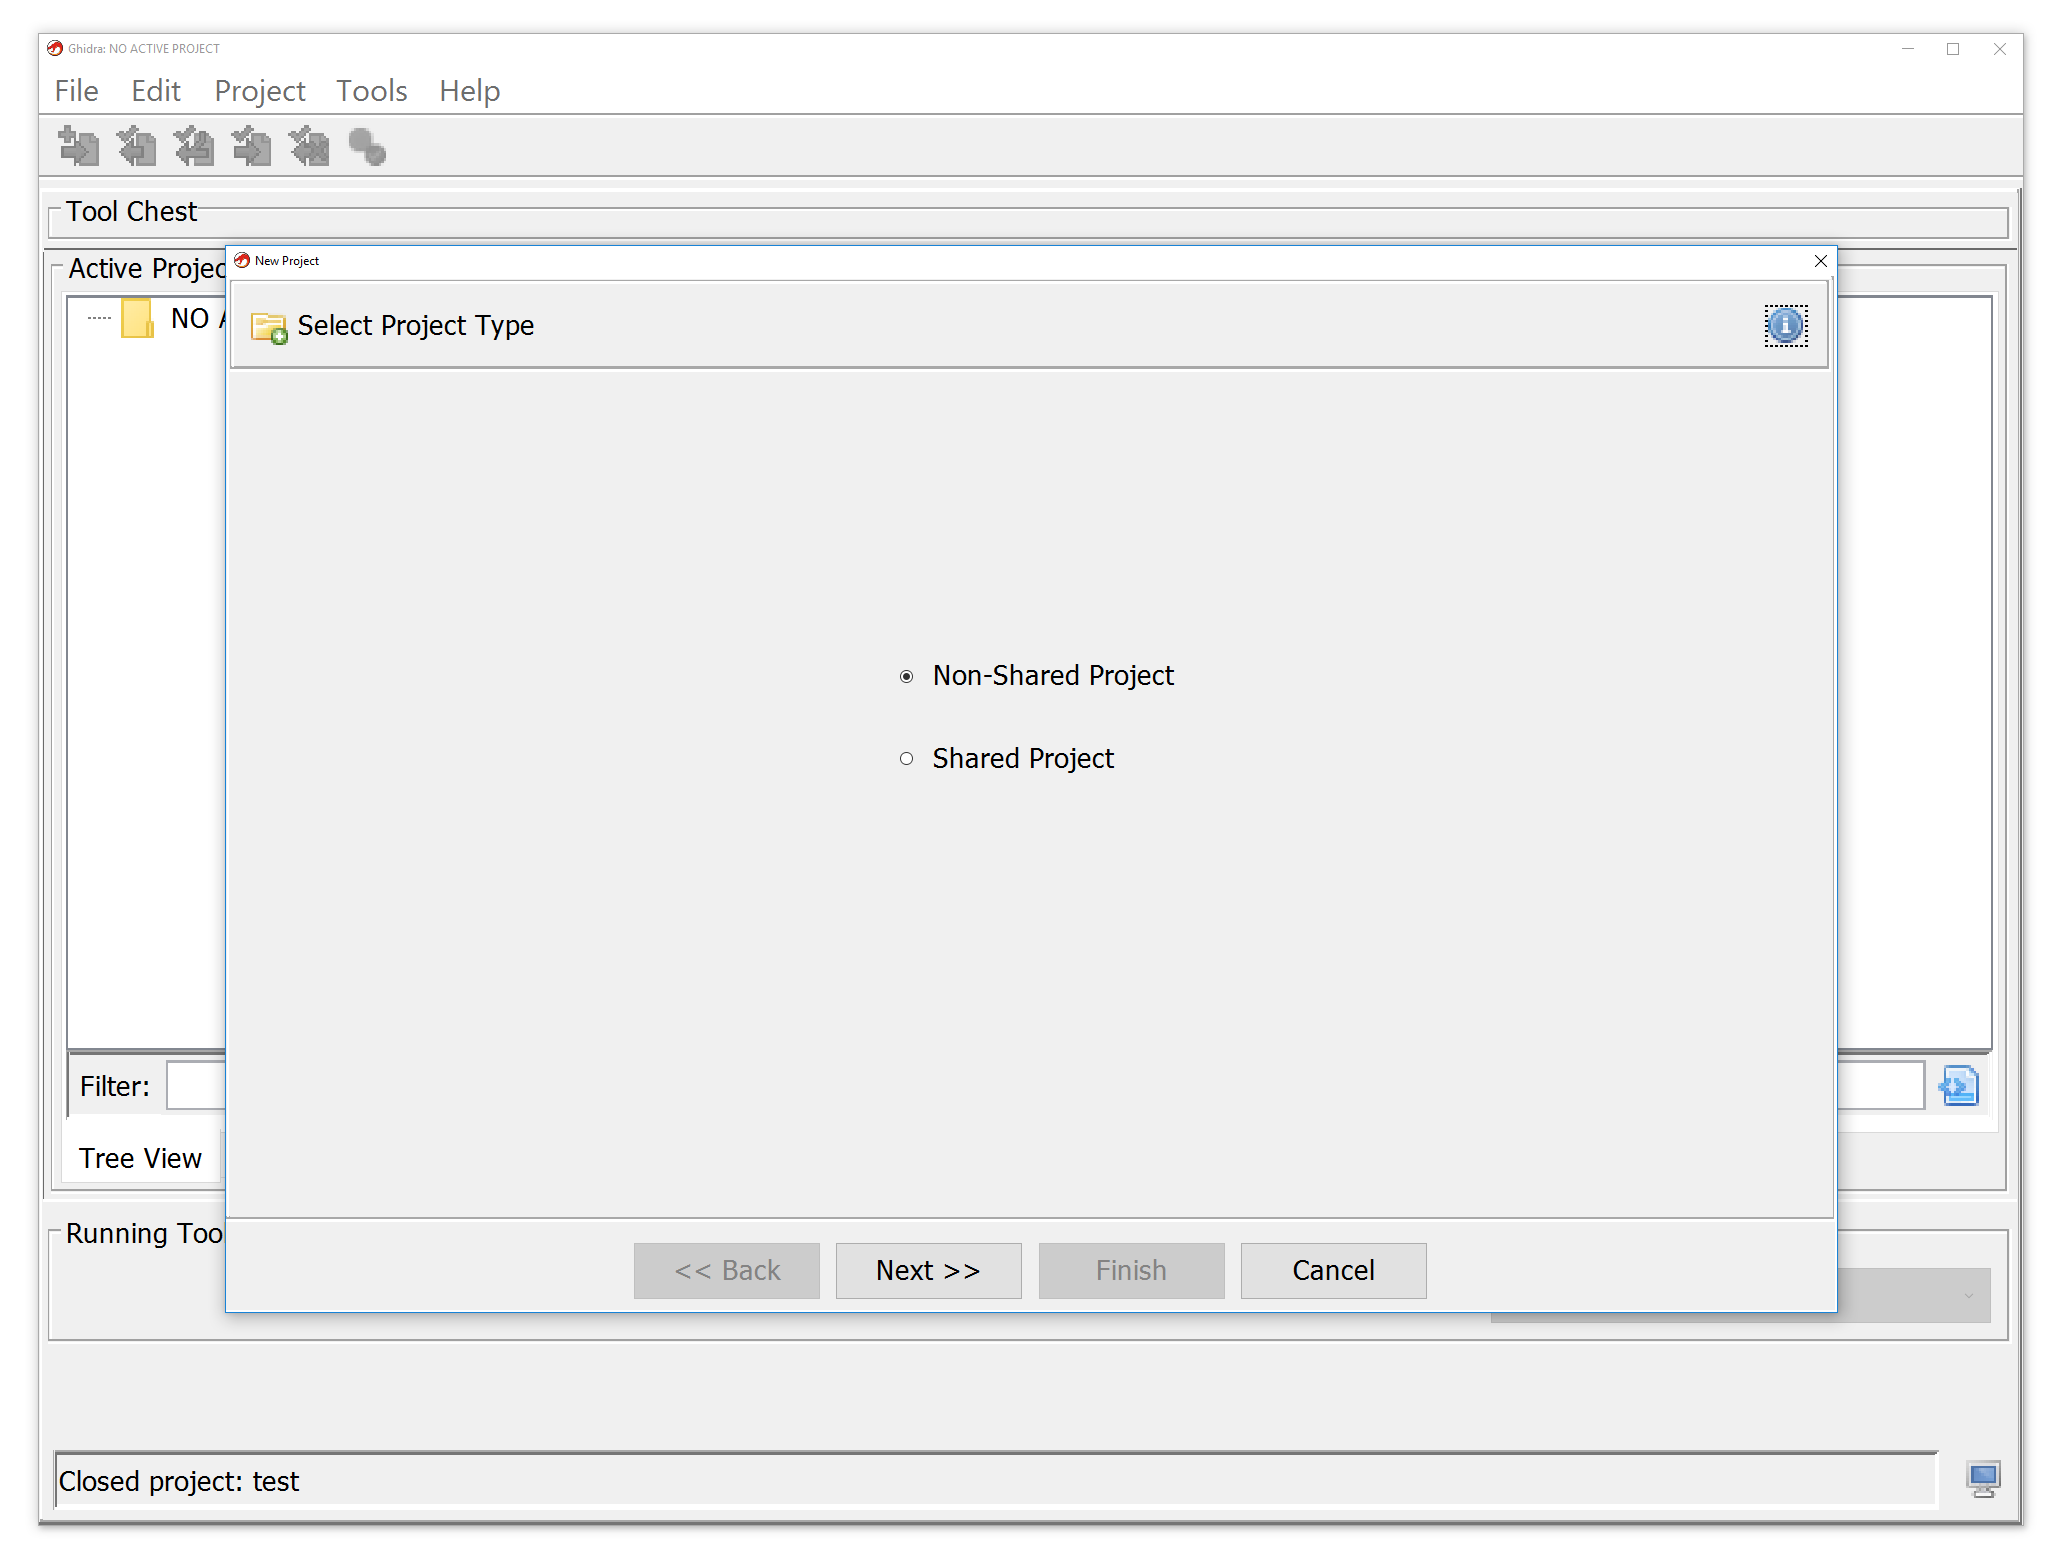 Ghidra: NO ACTIVE PROJECT
File Edit Project Tools Help
Tool Chest
Active Projec
New Project
NO A
Select Project Type
Non-Shared Project
Shared Project
Filter:
Tree View
Running Tool
<< Back Next >> Finish Cancel
Closed project: test